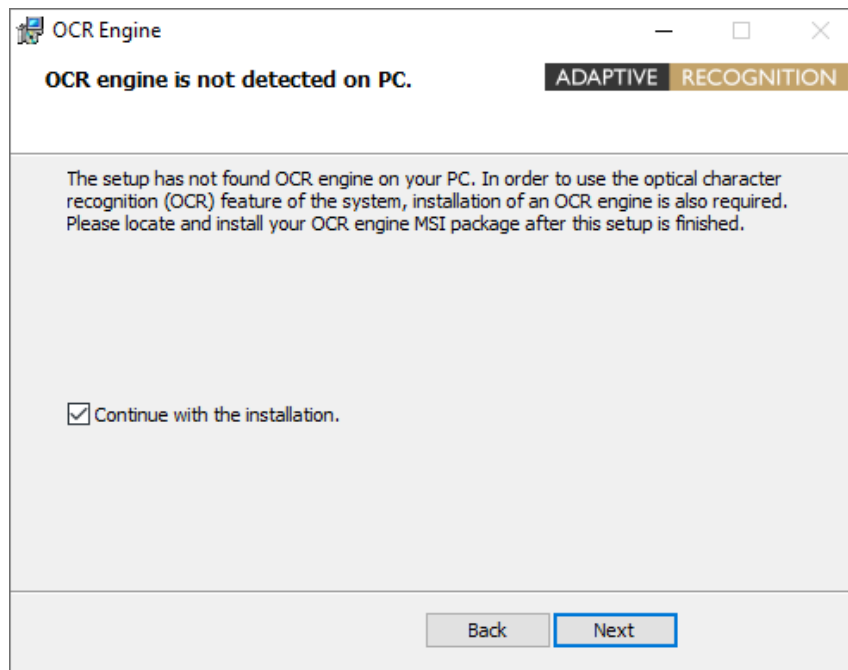 OCR Engine
OCR engine is not detected on PC.
ADAPTIVE RECOGNITION
The setup has not found OCR engine on your PC. In order to use the optical character
recognition (OCR) feature of the system, installation of an OCR engine is also required.
Please locate and install your OCR engine MSI package after this setup is finished.
Continue with the installation.
Back
Next